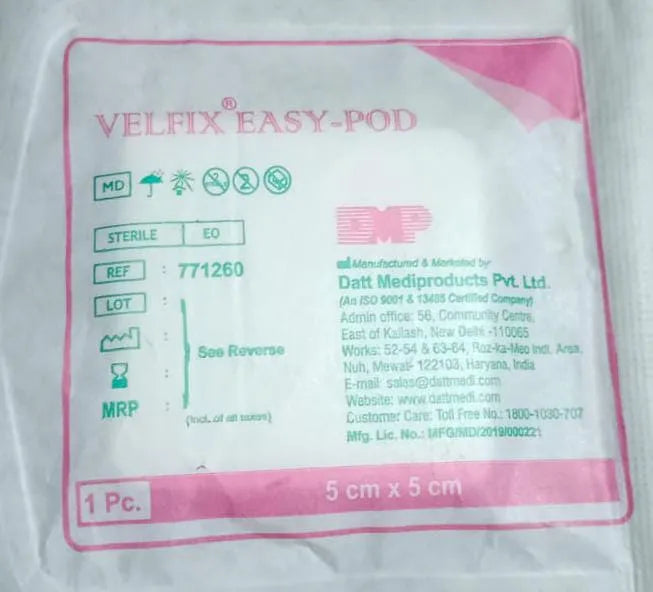 VELFIX® EASY-POD
MD
STERILE EO
REF : 771260
LOT :
:
:
MRP :
See Reverse
(Incl. of all taxes)
DMP
Manufactured & Marketed by
Datt Mediproducts Pvt. Ltd.
(An ISO 9001 & 13485 Certified Company)
Admin office: 56, Community Centre,
East of Kailash, New Delhi -110065
Works: 52-54 & 63-64, Roz-ka-Meo Indl. Area,
Nuh, Mewat- 122103, Haryana, India
E-mail: sales@dattmedi.com
Website: www.dattmedi.com
Customer Care: Toll Free No.: 1800-1030-707
Mfg. Lic. No.: MFG/MD/2019/000221
1 Pc.
5 cm x 5 cm